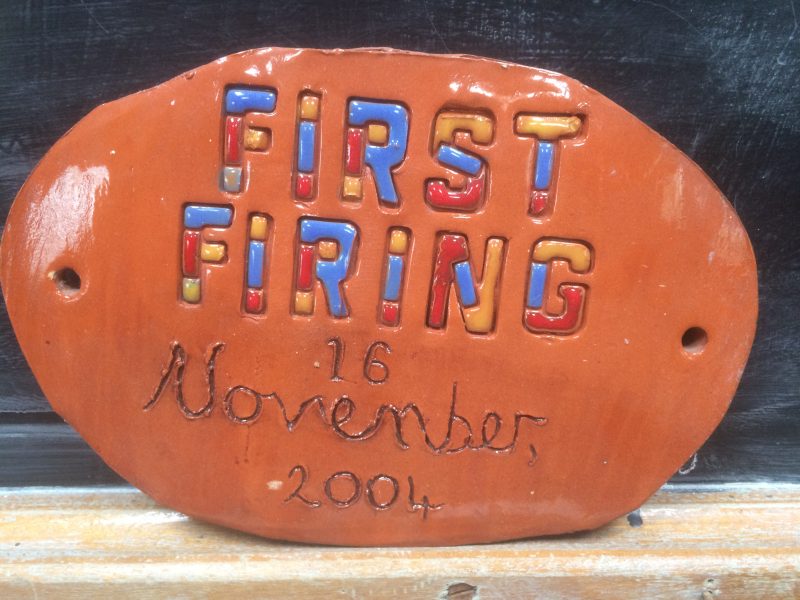 FIRST
FIRING
16
November,
2004